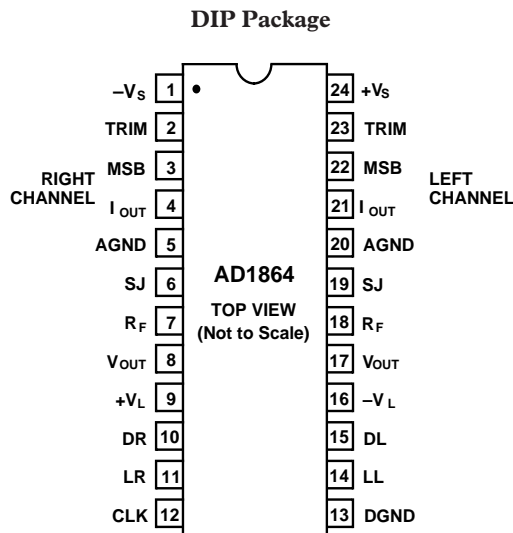 DIP Package
–VS 1 24 +VS
TRIM 2 23 TRIM
MSB 3 22 MSB
RIGHT CHANNEL
LEFT CHANNEL
IOUT 4 21 IOUT
AGND 5 20 AGND
SJ 6 AD1864 19 SJ
TOP VIEW
(Not to Scale)
RF 7 18 RF
VOUT 8 17 VOUT
+VL 9 16 –VL
DR 10 15 DL
LR 11 14 LL
CLK 12 13 DGND